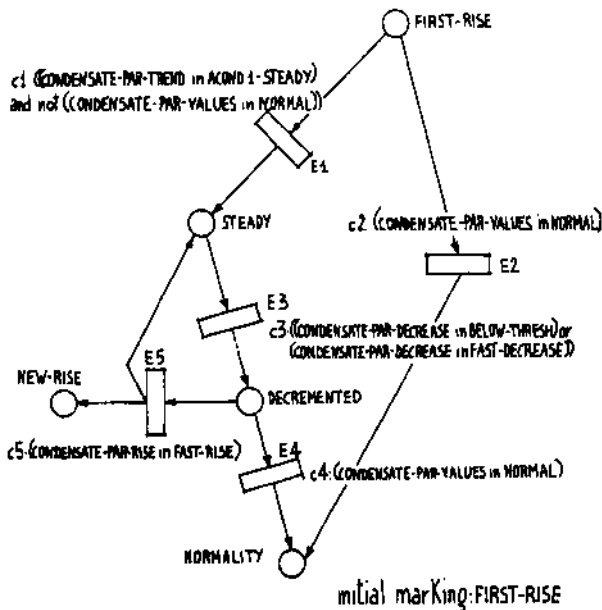 FIRST-RISE
c1 ((CONDENSATE-PAR-TREND in ACOND1-STEADY)
and not (CONDENSATE-PAR-VALUES in NORMAL))
E1
STEADY
c2 (CONDENSATE-PAR-VALUES in NORMAL)
E2
E3
c3:((CONDENSATE-PAR-DECREASE in BELOW-THRESH) or
(CONDENSATE-PAR-DECREASE in FAST-DECREASE))
E5
NEW-RISE
DECREMENTED
c5:(CONDENSATE-PAR-RISE in FAST-RISE)
E4
c4:(CONDENSATE-PAR-VALUES in NORMAL)
NORMALITY
initial marKing:FIRST-RISE